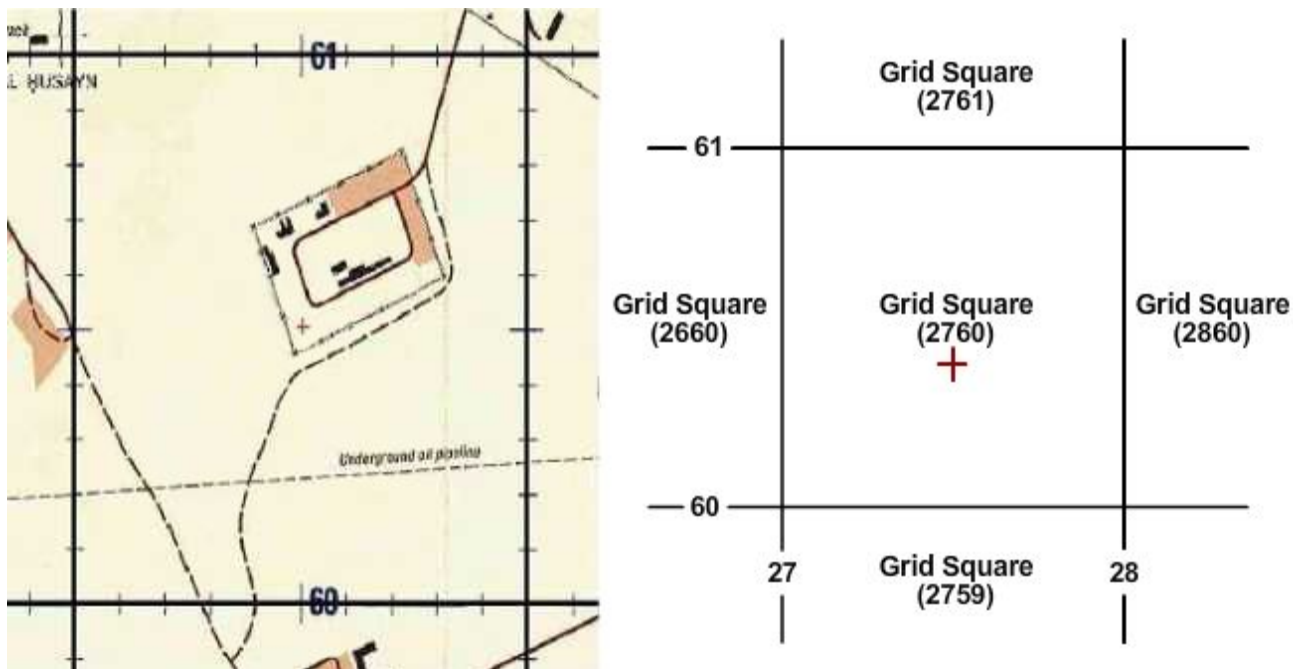 61
L ḤUSAYN
Underground oil pipeline
60
Grid Square
(2761)
61
Grid Square
(2660)
Grid Square
(2760)
Grid Square
(2860)
60
27
Grid Square
(2759)
28